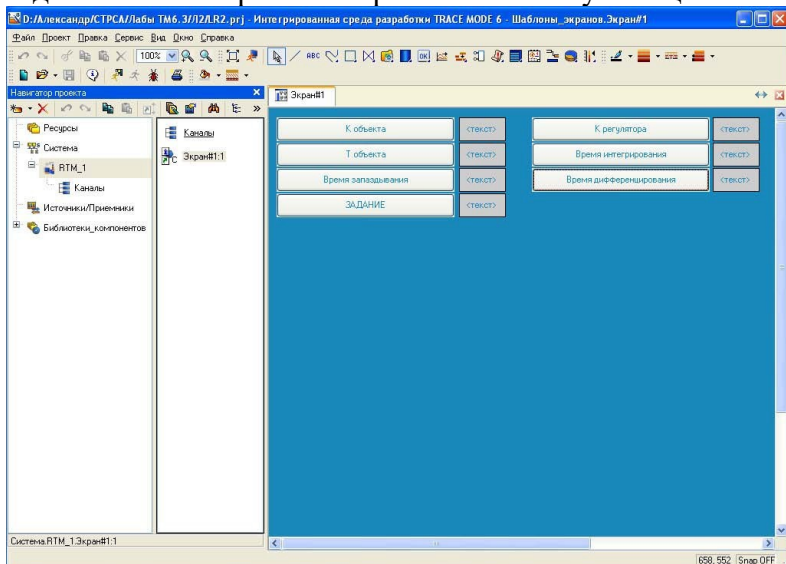 D:/Александр/СТРСА/Лабы ТМ6.3/Л2/LR2.prj - Интегрированная среда разработки TRACE MODE 6 - Шаблоны_экранов.Экран#1
Файл Проект Правка Сервис Вид Окно Справка
100%
ABC
OK
Навигатор проекта
Экран#1
Ресурсы
Система
RTM_1
Каналы
Источники/Приемники
Библиотеки_компонентов
Каналы
Экран#1:1
К объекта <текст> К регулятора <текст>
Т объекта <текст> Время интегрирования <текст>
Время запаздывания <текст> Время дифференцирования <текст>
ЗАДАНИЕ <текст>
Система.RTM_1.Экран#1:1
658, 552 Snap OFF